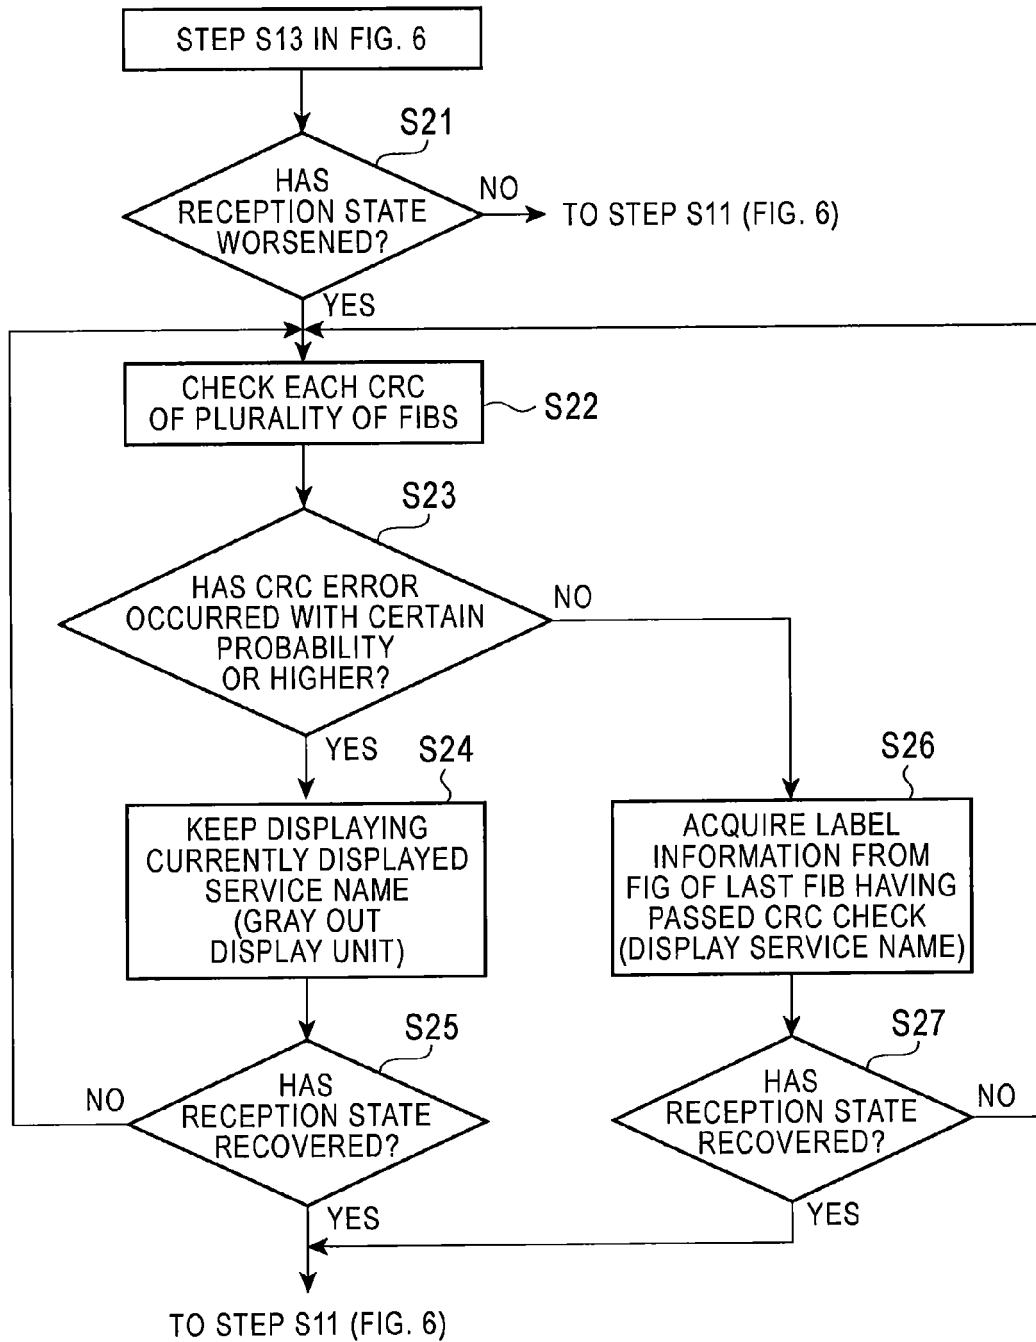 STEP S13 IN FIG. 6
S21
HAS
RECEPTION STATE
WORSENED?
NO
TO STEP S11 (FIG. 6)
YES
CHECK EACH CRC
OF PLURALITY OF FIBS
S22
S23
HAS CRC ERROR
OCCURRED WITH CERTAIN
PROBABILITY
OR HIGHER?
NO
YES
S24
KEEP DISPLAYING
CURRENTLY DISPLAYED
SERVICE NAME
(GRAY OUT
DISPLAY UNIT)
S26
ACQUIRE LABEL
INFORMATION FROM
FIG OF LAST FIB HAVING
PASSED CRC CHECK
(DISPLAY SERVICE NAME)
S25
HAS
RECEPTION STATE
RECOVERED?
NO
YES
S27
HAS
RECEPTION STATE
RECOVERED?
NO
YES
TO STEP S11 (FIG. 6)